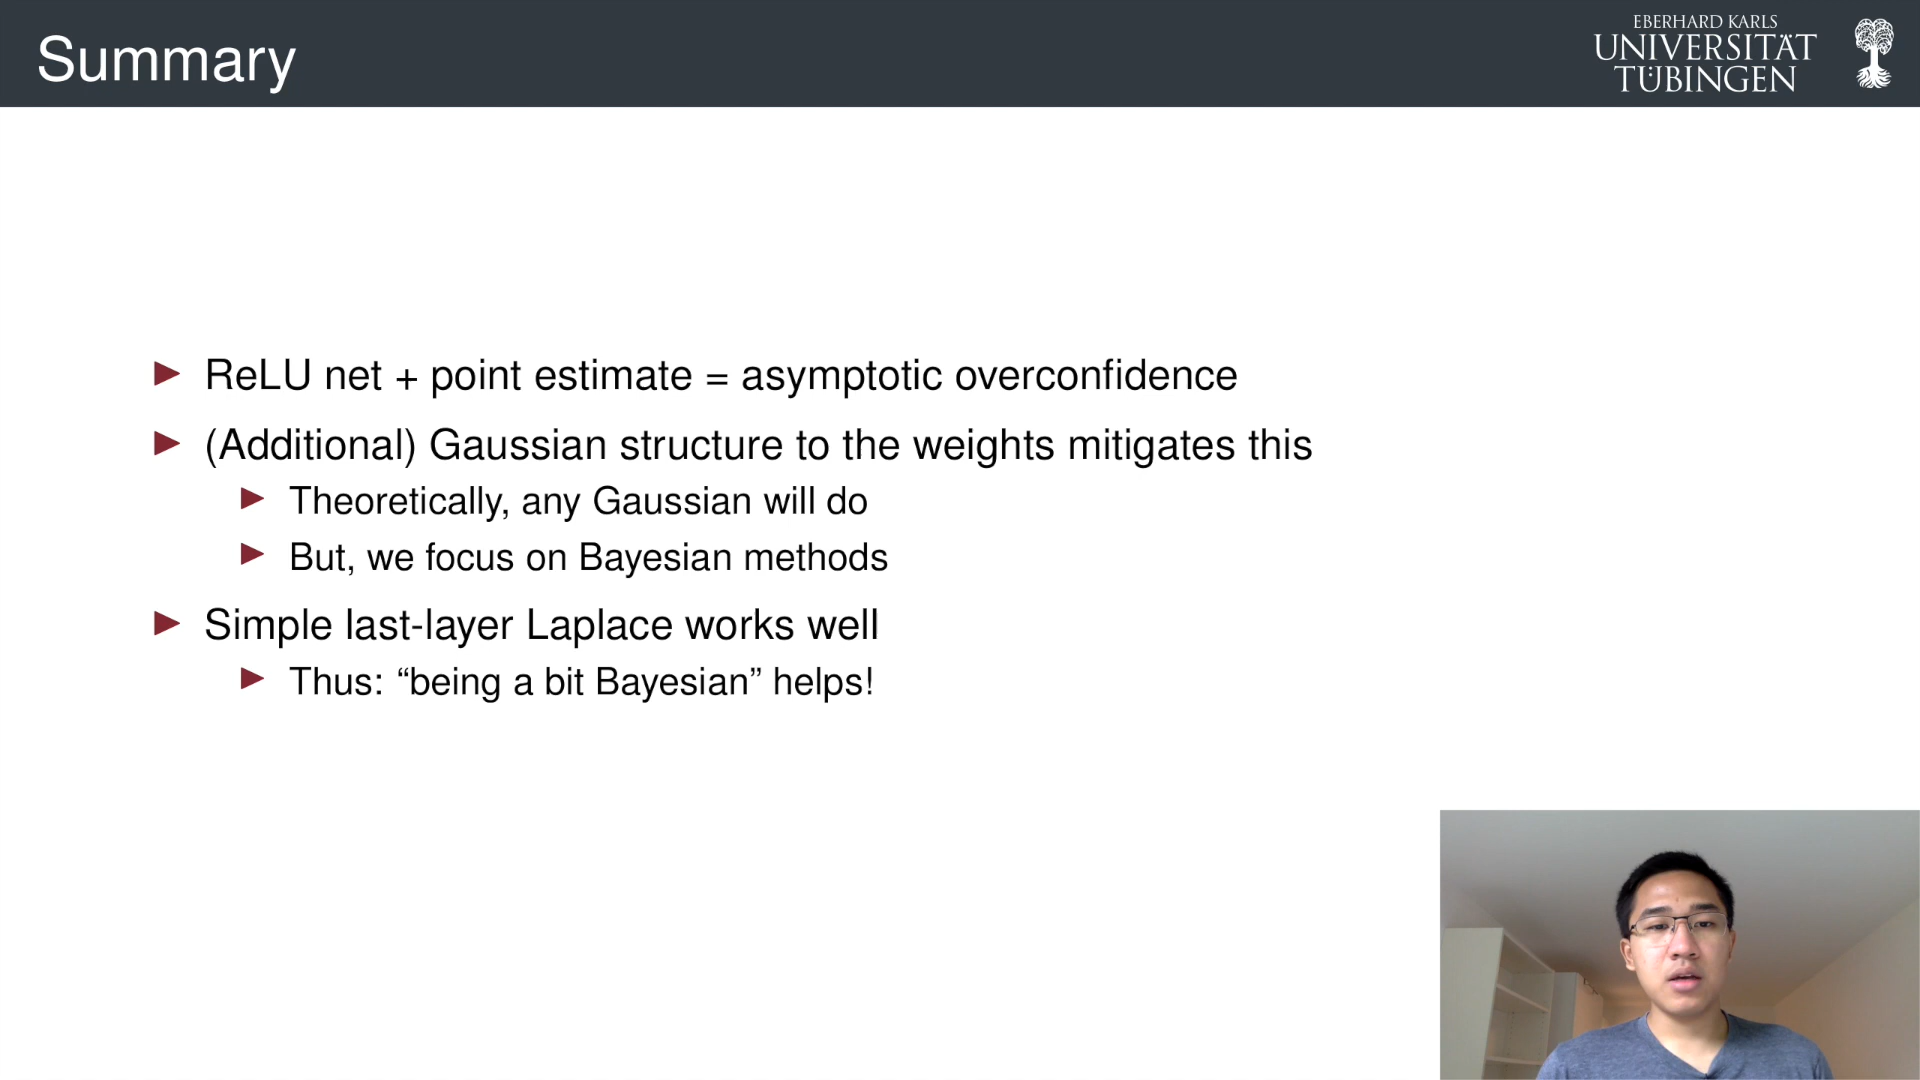 Summary
EBERHARD KARLS
UNIVERSITÄT
TÜBINGEN
ReLU net + point estimate = asymptotic overconfidence
(Additional) Gaussian structure to the weights mitigates this
Theoretically, any Gaussian will do
But, we focus on Bayesian methods
Simple last-layer Laplace works well
Thus: “being a bit Bayesian” helps!